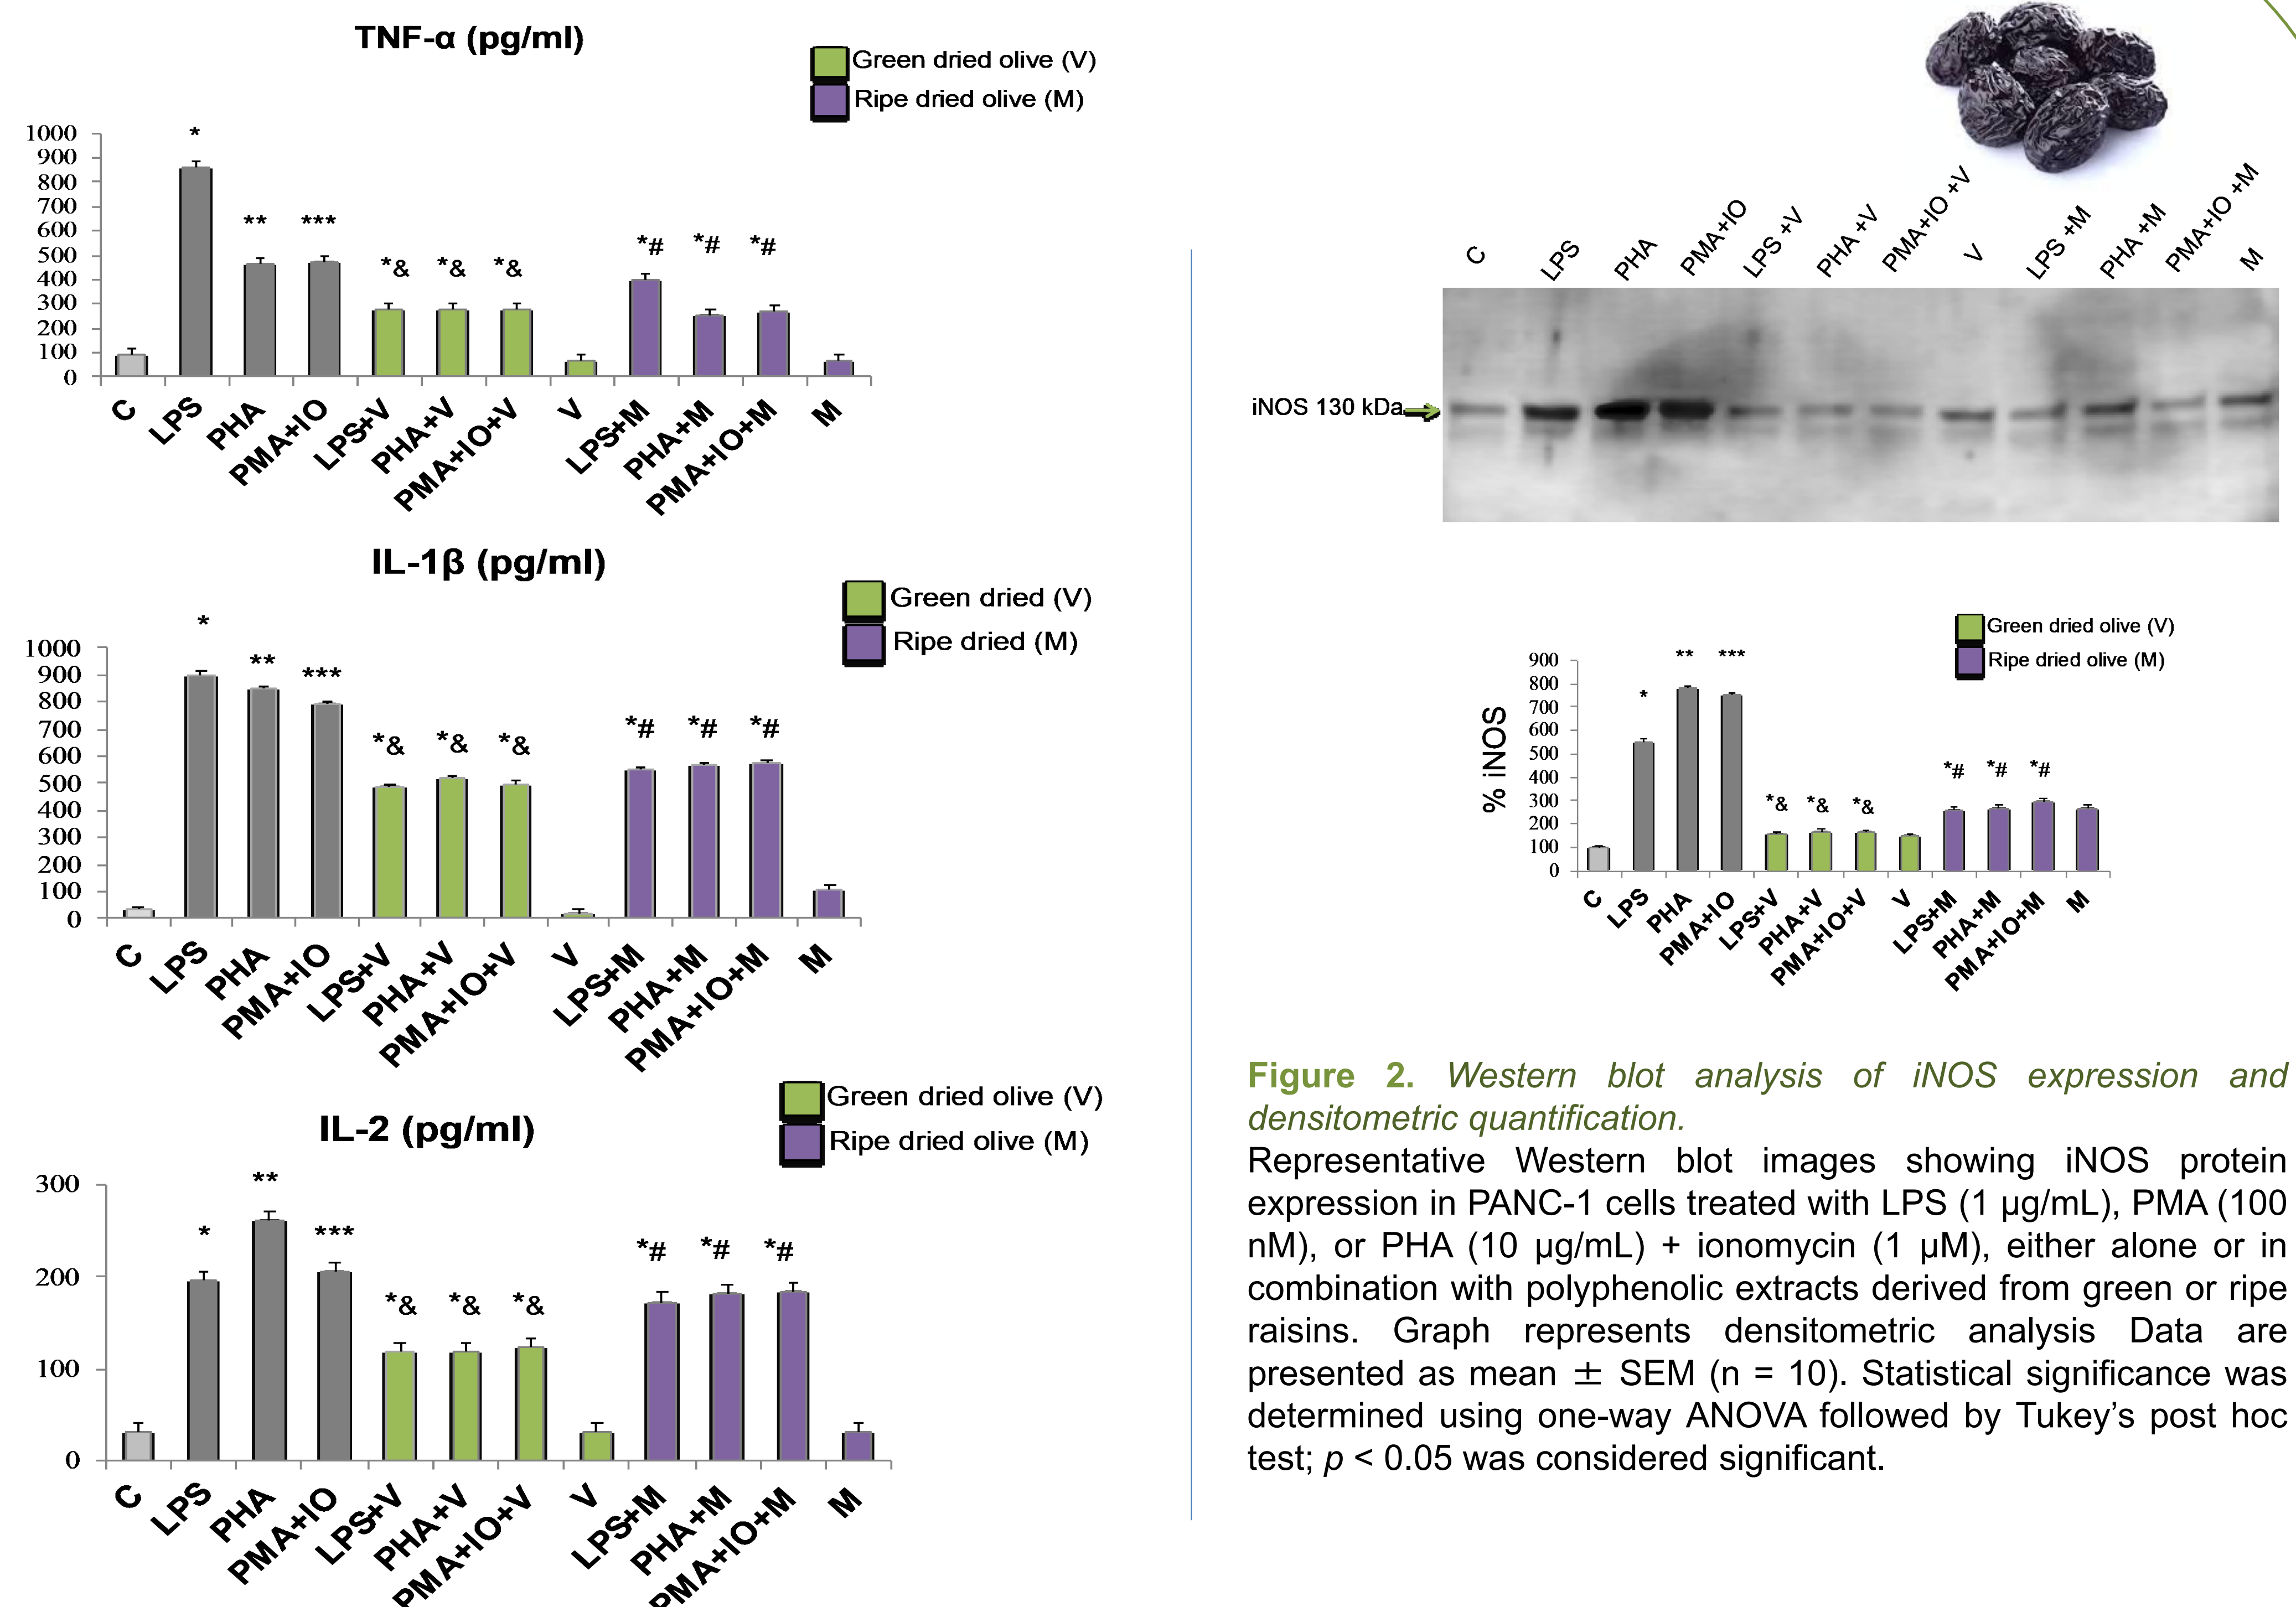 TNF-α (pg/ml)
Green dried olive (V)
Ripe dried olive (M)
1000
900
800
700
600
500
400
300
200
100
0
*
**
***
*&
*&
*&
*#
*#
*#
C
LPS
PHA
PMA+IO
LPS+V
PHA+V
PMA+IO+V
V
LPS+M
PHA+M
PMA+IO+M
M
IL-1β (pg/ml)
Green dried (V)
Ripe dried (M)
1000
900
800
700
600
500
400
300
200
100
0
*
**
***
*&
*&
*&
*#
*#
*#
C
LPS
PHA
PMA+IO
LPS+V
PHA+V
PMA+IO+V
V
LPS+M
PHA+M
PMA+IO+M
M
IL-2 (pg/ml)
Green dried olive (V)
Ripe dried olive (M)
300
200
100
0
*
**
***
*&
*&
*&
*#
*#
*#
C
LPS
PHA
PMA+IO
LPS+V
PHA+V
PMA+IO+V
V
LPS+M
PHA+M
PMA+IO+M
M
C
LPS
PHA
PMA+IO
LPS +V
PHA +V
PMA+IO +V
V
LPS +M
PHA +M
PMA+IO +M
M
iNOS 130 kDa
Green dried olive (V)
Ripe dried olive (M)
% iNOS
900
800
700
600
500
400
300
200
100
0
*
**
***
*&
*&
*&
*#
*#
*#
C
LPS
PHA
PMA+IO
LPS+V
PHA+V
PMA+IO+V
V
LPS+M
PHA+M
PMA+IO+M
M
Figure 2. Western blot analysis of iNOS expression and
densitometric quantification.
Representative Western blot images showing iNOS protein
expression in PANC-1 cells treated with LPS (1 µg/mL), PMA (100
nM), or PHA (10 µg/mL) + ionomycin (1 µM), either alone or in
combination with polyphenolic extracts derived from green or ripe
raisins. Graph represents densitometric analysis Data are
presented as mean ± SEM (n = 10). Statistical significance was
determined using one-way ANOVA followed by Tukey’s post hoc
test; p < 0.05 was considered significant.